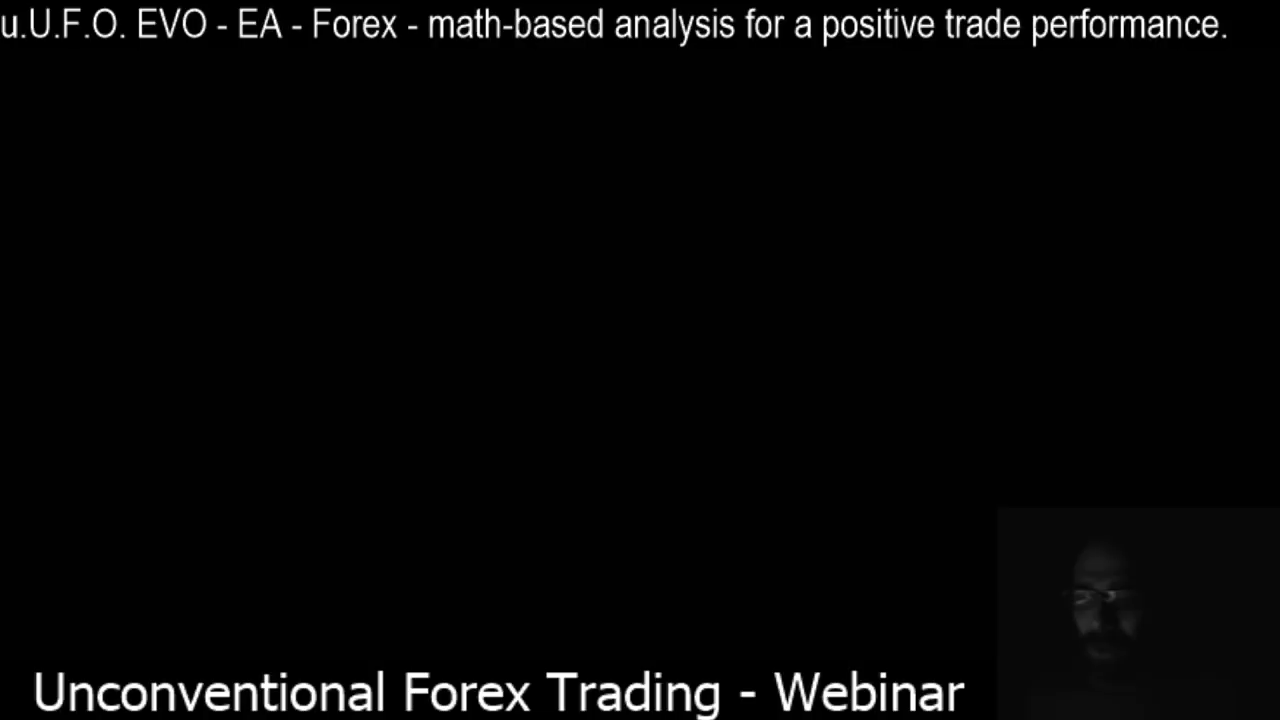 u.U.F.O. EVO - EA - Forex - math-based analysis for a positive trade performance.
Unconventional Forex Trading - Webinar